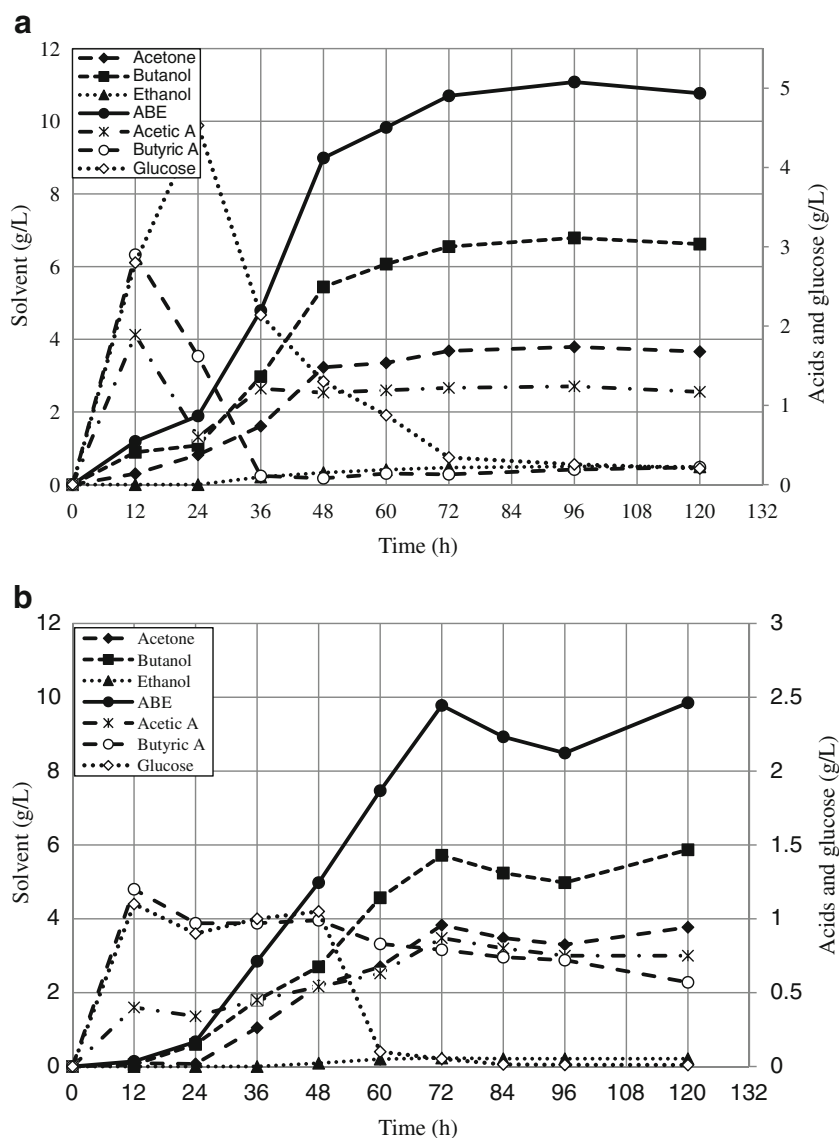 a
12
10
8
6
4
2
0
Solvent (g/L)
Acetone
Butanol
Ethanol
ABE
Acetic A
Butyric A
Glucose
5
4
3
2
1
0
Acids and glucose (g/L)
0 12 24 36 48 60 72 84 96 108 120 132
Time (h)
b
12
10
8
6
4
2
0
Solvent (g/L)
Acetone
Butanol
Ethanol
ABE
Acetic A
Butyric A
Glucose
3
2.5
2
1.5
1
0.5
0
Acids and glucose (g/L)
0 12 24 36 48 60 72 84 96 108 120 132
Time (h)